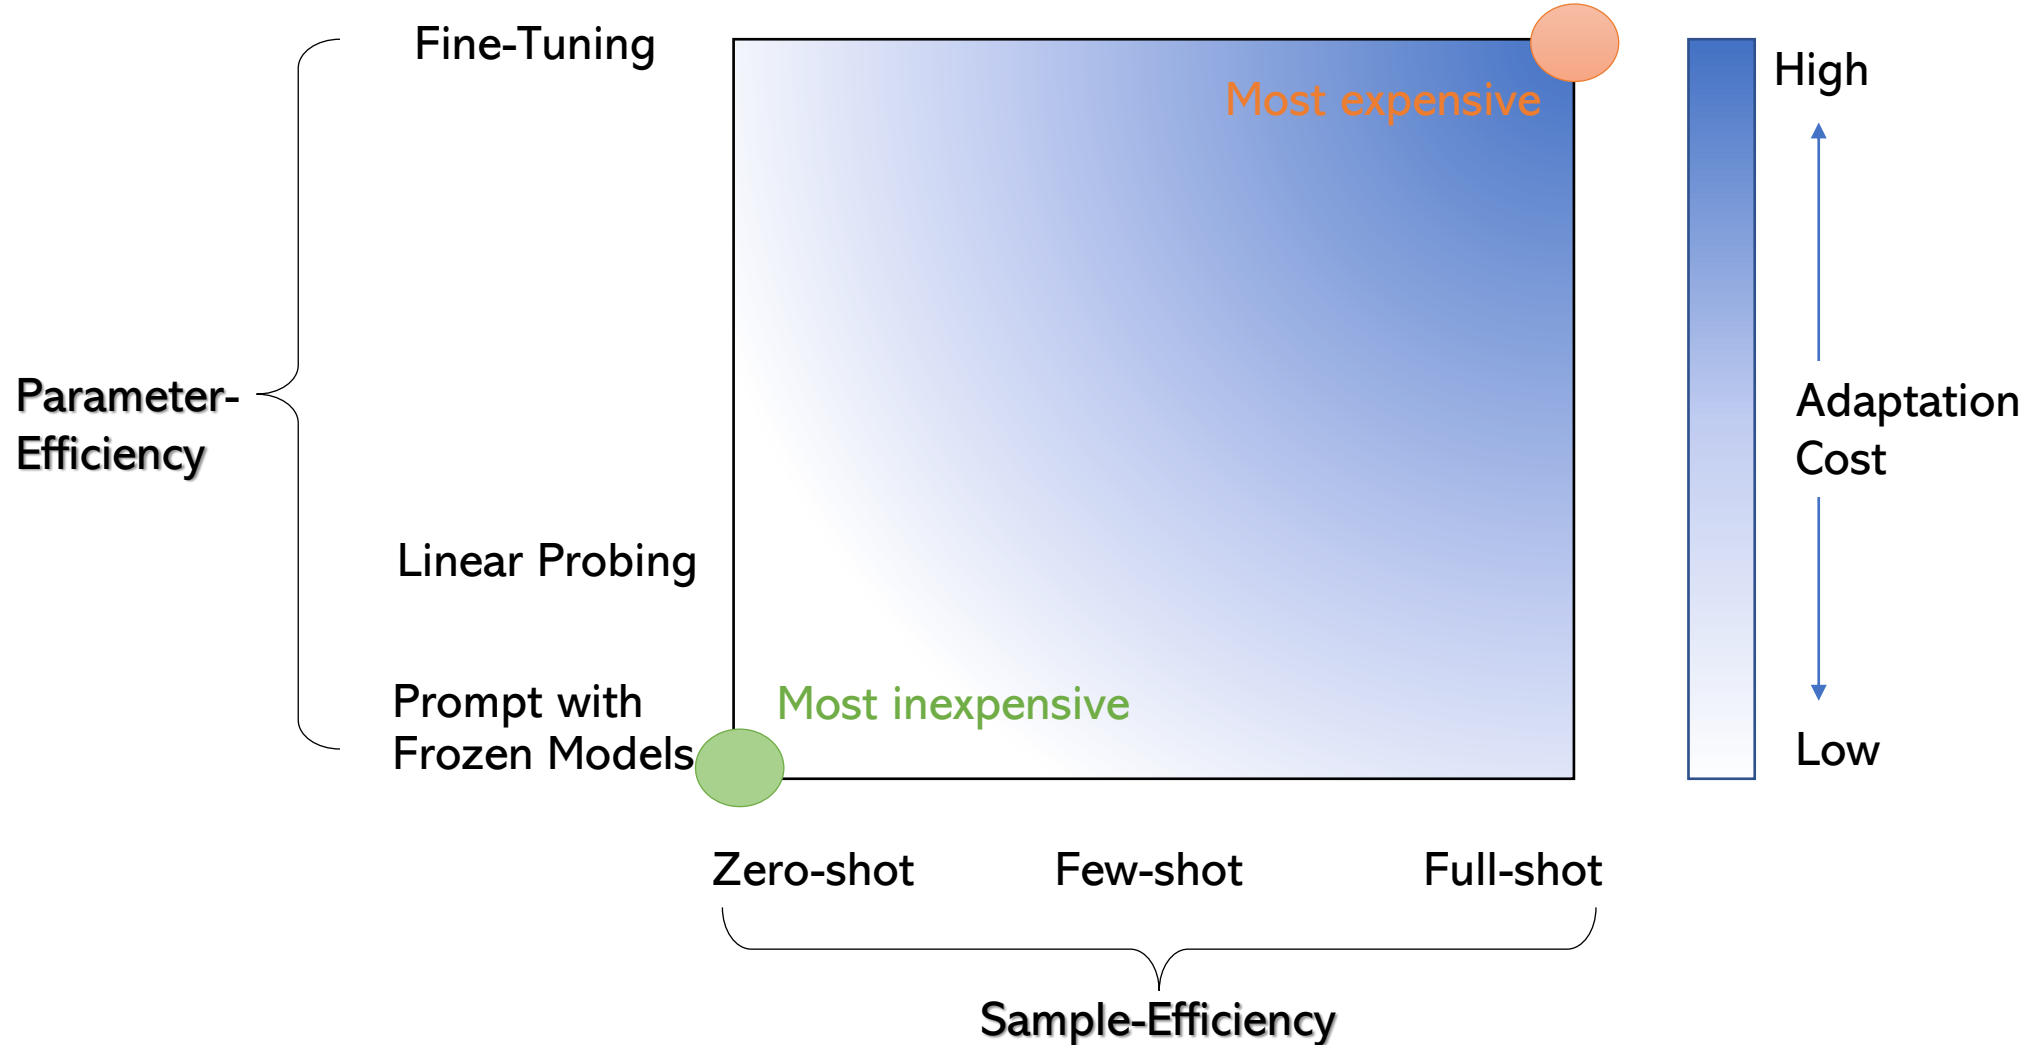 Fine-Tuning
High
Most expensive
Parameter-
Efficiency
Adaptation
Cost
Linear Probing
Prompt with
Frozen Models
Most inexpensive
Low
Zero-shot
Few-shot
Full-shot
Sample-Efficiency